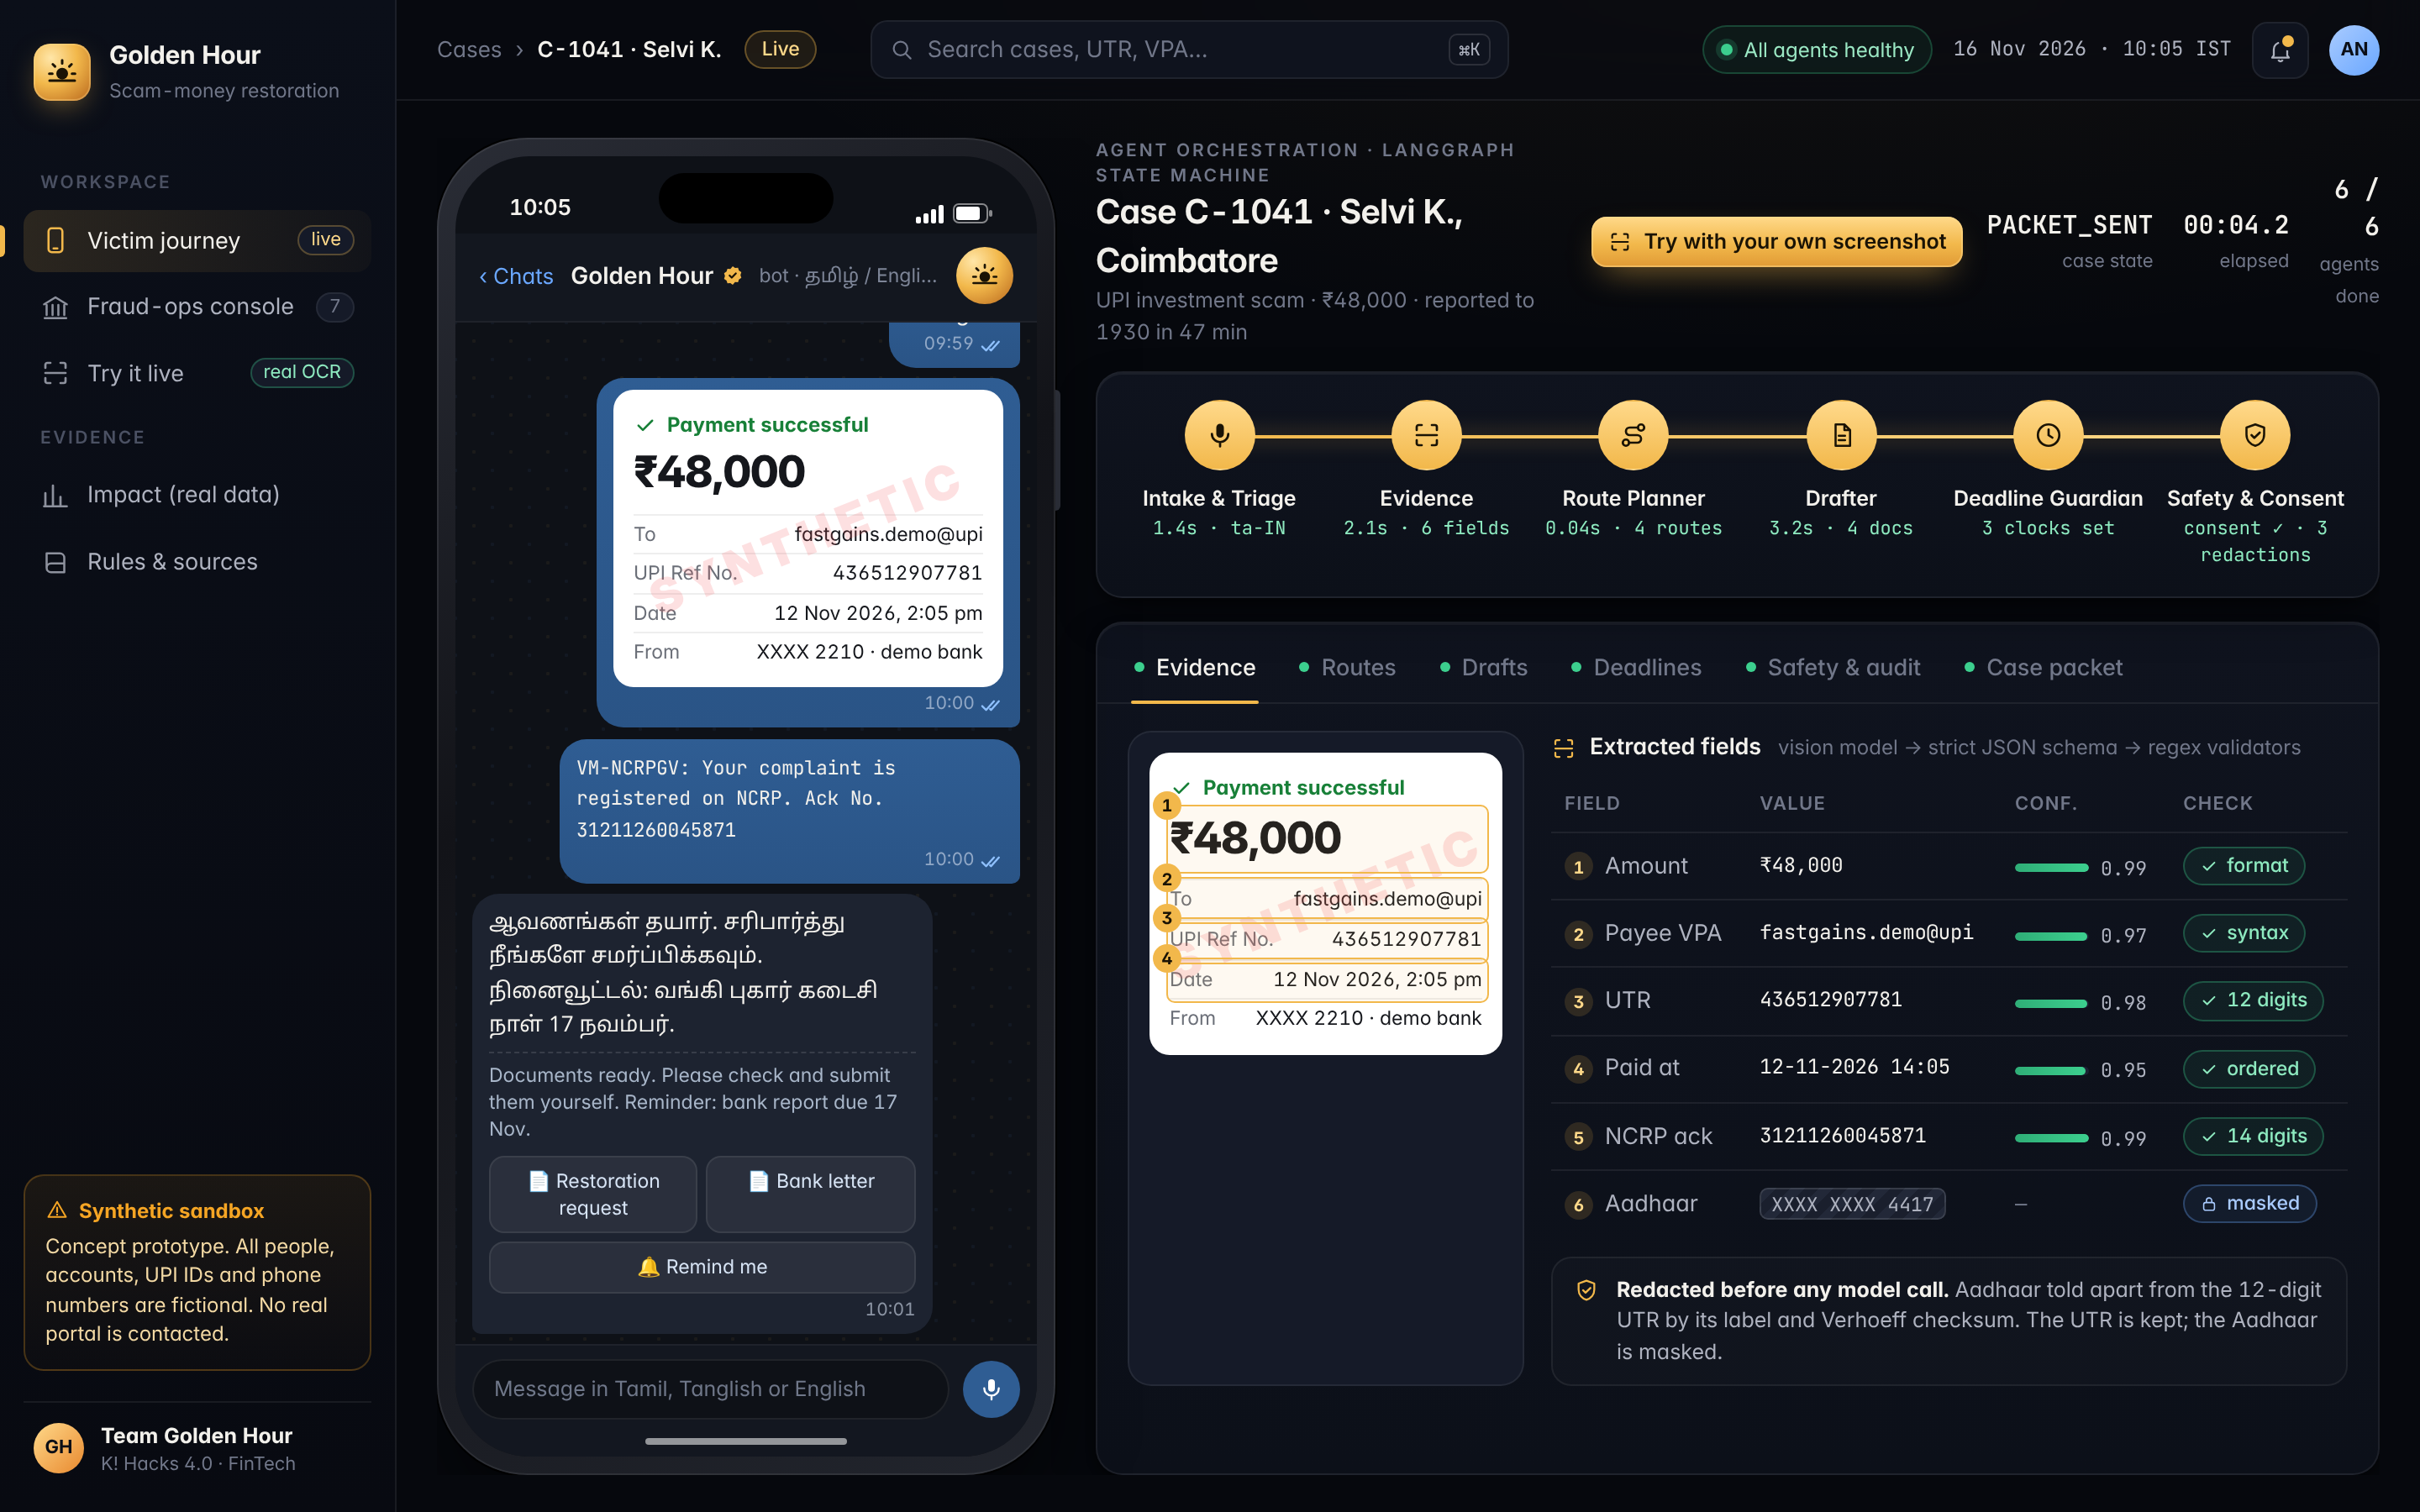 Golden Hour
Scam-money restoration
WORKSPACE
Victim journey
live
Fraud-ops console
7
Try it live
real OCR
EVIDENCE
Impact (real data)
Rules & sources
Synthetic sandbox
Concept prototype. All people,
accounts, UPI IDs and phone
numbers are fictional. No real
portal is contacted.
GH
Team Golden Hour
K! Hacks 4.0 · FinTech
Cases › C-1041 · Selvi K.
Live
Search cases, UTR, VPA...
⌘K
All agents healthy
16 Nov 2026 · 10:05 IST
AN
10:05
‹ Chats
Golden Hour
bot · தமிழ் / Engli...
09:59
Payment successful
₹48,000
To fastgains.demo@upi
UPI Ref No. 436512907781
Date 12 Nov 2026, 2:05 pm
From XXXX 2210 · demo bank
SYNTHETIC
10:00
VM-NCRPGV: Your complaint is
registered on NCRP. Ack No.
31211260045871
10:00
ஆவணங்கள் தயார். சரிபார்த்து
நீங்களே சமர்ப்பிக்கவும்.
நினைவூட்டல்: வங்கி புகார் கடைசி
நாள் 17 நவம்பர்.
Documents ready. Please check and submit
them yourself. Reminder: bank report due 17
Nov.
📄 Restoration
request
📄 Bank letter
🔔 Remind me
10:01
Message in Tamil, Tanglish or English
AGENT ORCHESTRATION · LANGGRAPH
STATE MACHINE
Case C-1041 · Selvi K.,
Coimbatore
UPI investment scam · ₹48,000 · reported to
1930 in 47 min
Try with your own screenshot
PACKET_SENT
case state
00:04.2
elapsed
6 /
6
agents
done
Intake & Triage
1.4s · ta-IN
Evidence
2.1s · 6 fields
Route Planner
0.04s · 4 routes
Drafter
3.2s · 4 docs
Deadline Guardian
3 clocks set
Safety & Consent
consent ✓ · 3
redactions
Evidence
Routes
Drafts
Deadlines
Safety & audit
Case packet
Payment successful
1
₹48,000
2
To fastgains.demo@upi
3
UPI Ref No. 436512907781
4
Date 12 Nov 2026, 2:05 pm
From XXXX 2210 · demo bank
SYNTHETIC
Extracted fields vision model → strict JSON schema → regex validators
FIELD VALUE CONF. CHECK
1 Amount ₹48,000 0.99 ✓ format
2 Payee VPA fastgains.demo@upi 0.97 ✓ syntax
3 UTR 436512907781 0.98 ✓ 12 digits
4 Paid at 12-11-2026 14:05 0.95 ✓ ordered
5 NCRP ack 31211260045871 0.99 ✓ 14 digits
6 Aadhaar XXXX XXXX 4417 — masked
Redacted before any model call. Aadhaar told apart from the 12-digit
UTR by its label and Verhoeff checksum. The UTR is kept; the Aadhaar
is masked.